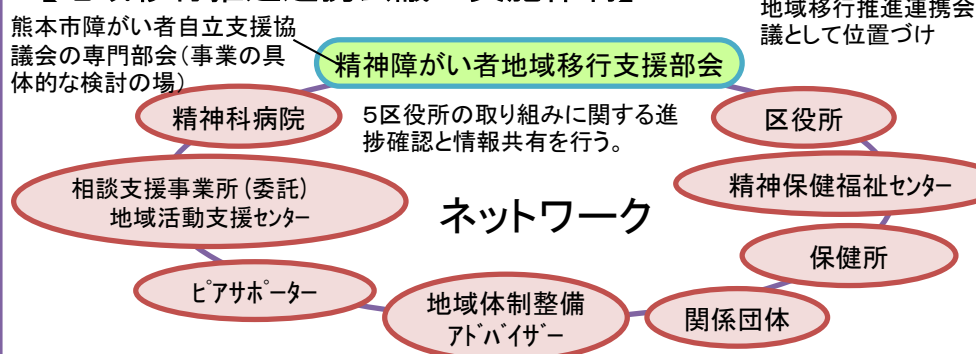 熊本市障がい者自立支援協
議会の専門部会(事業の具
体的な検討の場)
地域移行推進連携会
議として位置づけ
精神障がい者地域移行支援部会
5区役所の取り組みに関する進
捗確認と情報共有を行う。
精神科病院
区役所
相談支援事業所(委託)
地域活動支援センター
ネットワーク
精神保健福祉センター
保健所
ピアサポーター
地域体制整備
アドバイザー
関係団体